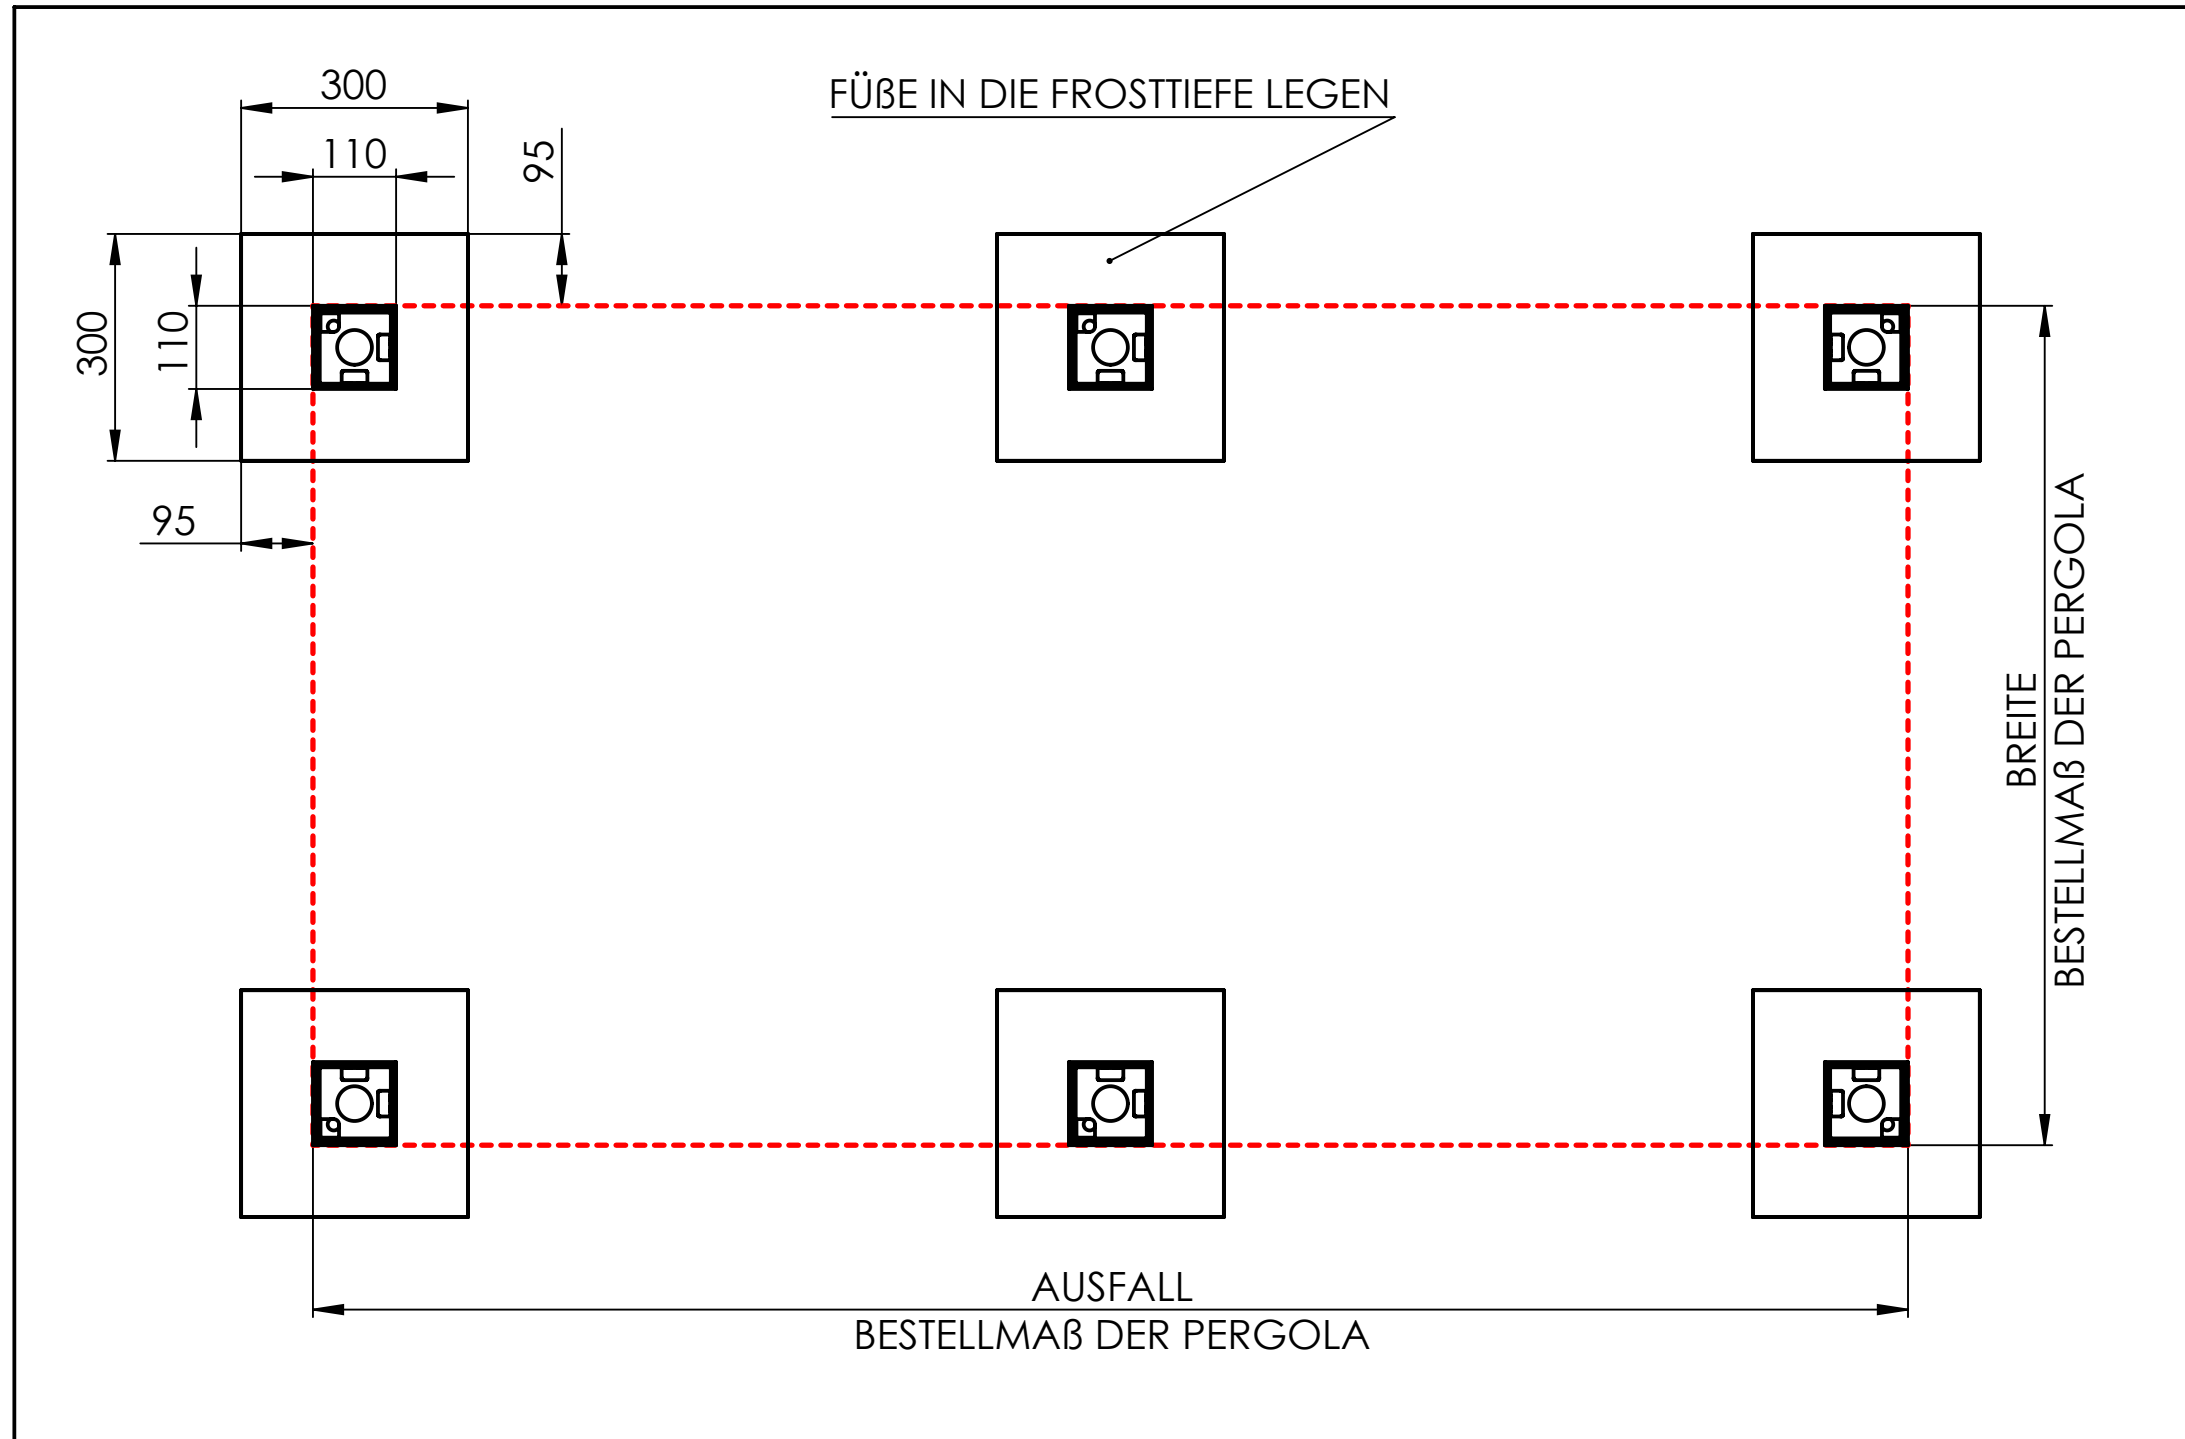 300
FÜßE IN DIE FROSTTIEFE LEGEN
110
95
300
110
95
BREITE
BESTELLMAß DER PERGOLA
AUSFALL
BESTELLMAß DER PERGOLA